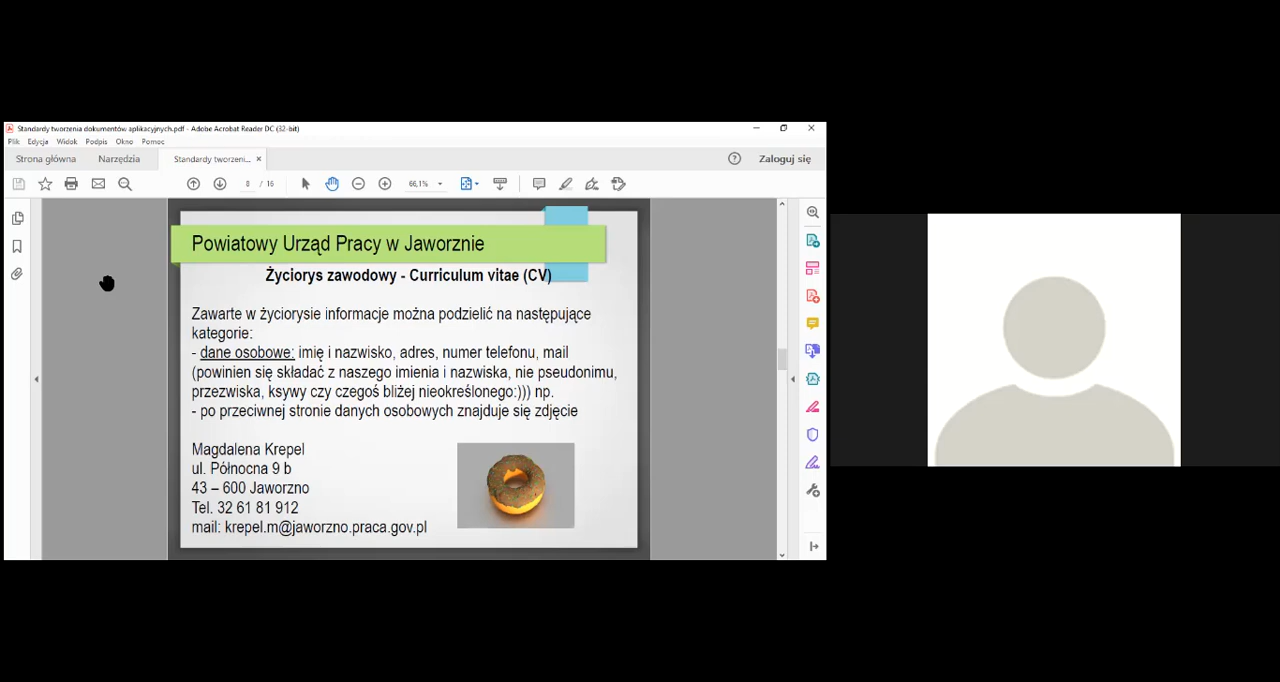 Standardy tworzenia dokumentów aplikacyjnych.pdf - Adobe Acrobat Reader DC (32-bit)
Plik Edycja Widok Podpis Okno Pomoc
Strona główna Narzędzia Standardy tworzeni... Zaloguj się
8 / 16 66,1%
Powiatowy Urząd Pracy w Jaworznie
Życiorys zawodowy - Curriculum vitae (CV)
Zawarte w życiorysie informacje można podzielić na następujące
kategorie:
- dane osobowe: imię i nazwisko, adres, numer telefonu, mail
(powinien się składać z naszego imienia i nazwiska, nie pseudonimu,
przezwiska, ksywy czy czegoś bliżej nieokreślonego:))) np.
- po przeciwnej stronie danych osobowych znajduje się zdjęcie
Magdalena Krepel
ul. Północna 9 b
43 – 600 Jaworzno
Tel. 32 61 81 912
mail: krepel.m@jaworzno.praca.gov.pl